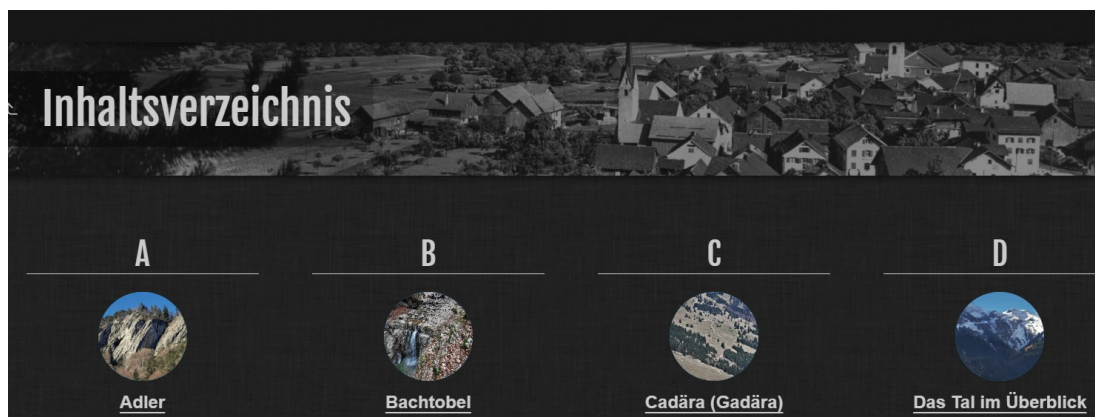 Inhaltsverzeichnis
A
B
C
D
Adler
Bachtobel
Cadära (Gadära)
Das Tal im Überblick